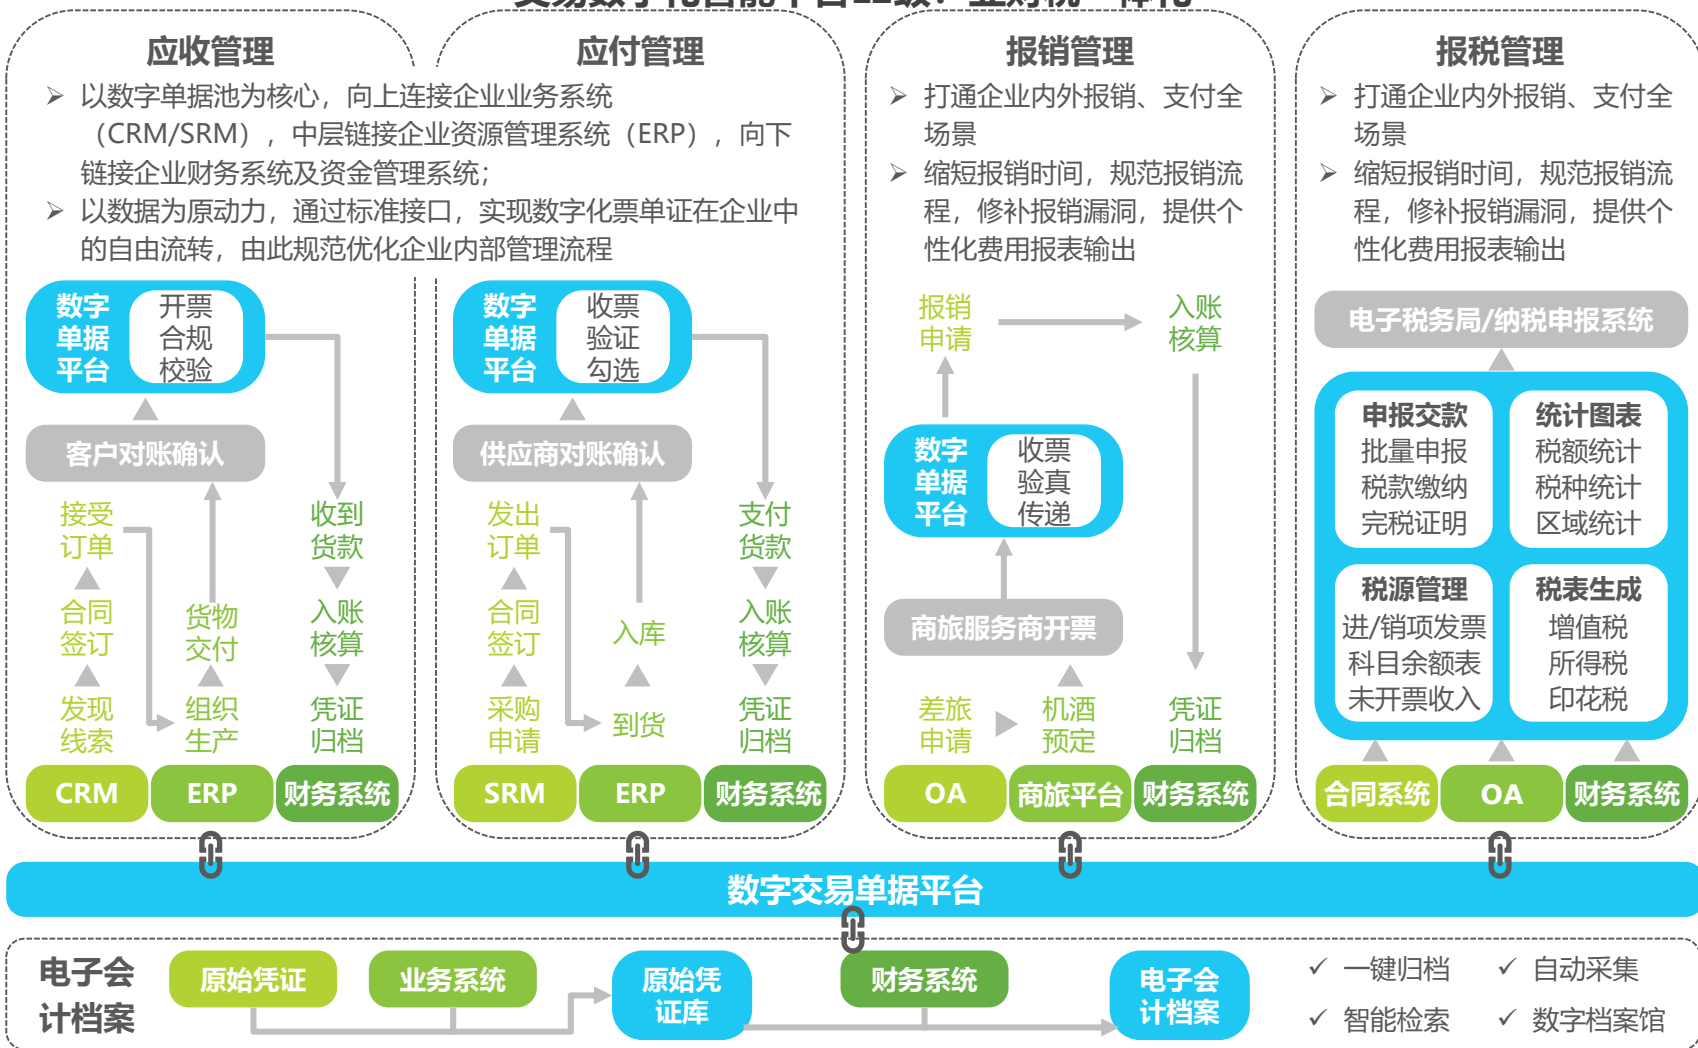 应收管理
应付管理
➢ 以数字单据池为核心，向上连接企业业务系统
（CRM/SRM），中层链接企业资源管理系统（ERP），向下
链接企业财务系统及资金管理系统；
➢ 以数据为原动力，通过标准接口，实现数字化票单证在企业中
的自由流转，由此规范优化企业内部管理流程
数字
单据
平台
开票
合规
校验
客户对账确认
接受
订单
合同
签订
发现
线索
货物
交付
组织
生产
收到
货款
入账
核算
凭证
归档
CRM
ERP
财务系统
数字
单据
平台
收票
验证
勾选
供应商对账确认
发出
订单
合同
签订
采购
申请
入库
到货
支付
货款
入账
核算
凭证
归档
SRM
ERP
财务系统
报销管理
➢ 打通企业内外报销、支付全
场景
➢ 缩短报销时间，规范报销流
程，修补报销漏洞，提供个
性化费用报表输出
报销
申请
入账
核算
数字
单据
平台
收票
验真
传递
商旅服务商开票
差旅
申请
机酒
预定
凭证
归档
OA
商旅平台
财务系统
报税管理
➢ 打通企业内外报销、支付全
场景
➢ 缩短报销时间，规范报销流
程，修补报销漏洞，提供个
性化费用报表输出
电子税务局/纳税申报系统
申报交款
批量申报
税款缴纳
完税证明
统计图表
税额统计
税种统计
区域统计
税源管理
进/销项发票
科目余额表
未开票收入
税表生成
增值税
所得税
印花税
合同系统
OA
财务系统
数字交易单据平台
电子会
计档案
原始凭证
业务系统
原始凭
证库
财务系统
电子会
计档案
✓ 一键归档
✓ 自动采集
✓ 智能检索
✓ 数字档案馆